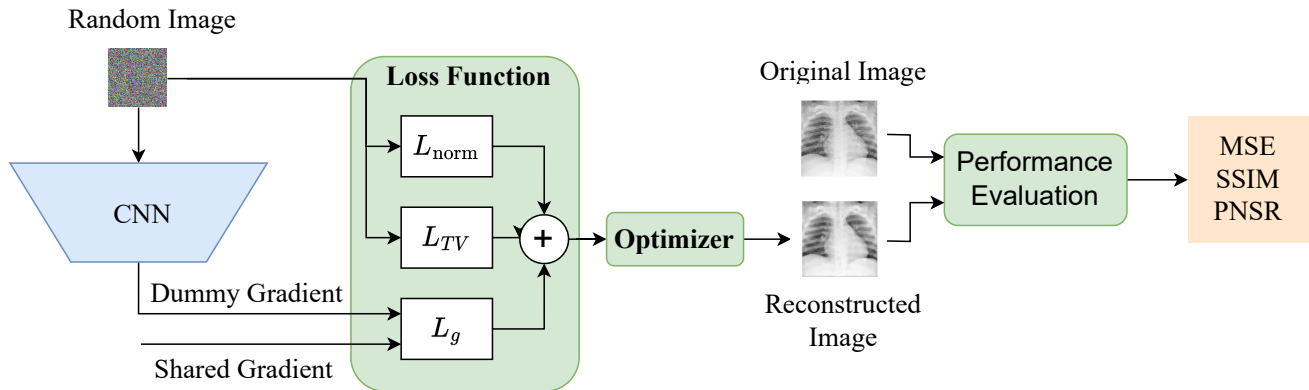 Random Image
CNN
Dummy Gradient
Shared Gradient
Loss Function
L_norm
L_TV
L_g
+
Optimizer
Original Image
Reconstructed
Image
Performance
Evaluation
MSE
SSIM
PNSR